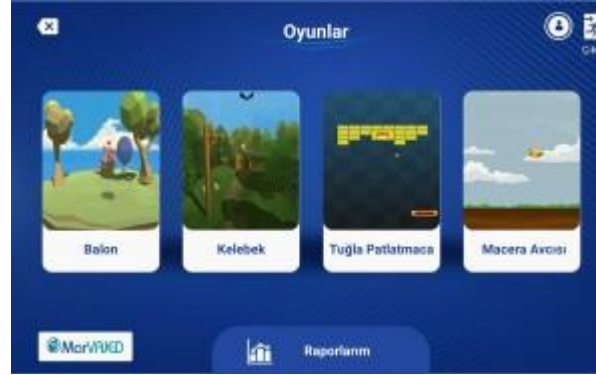 Oyunlar
Balon
Kelebek
Tuğla Patlatmaca
Macera Avcısı
Raporlarım